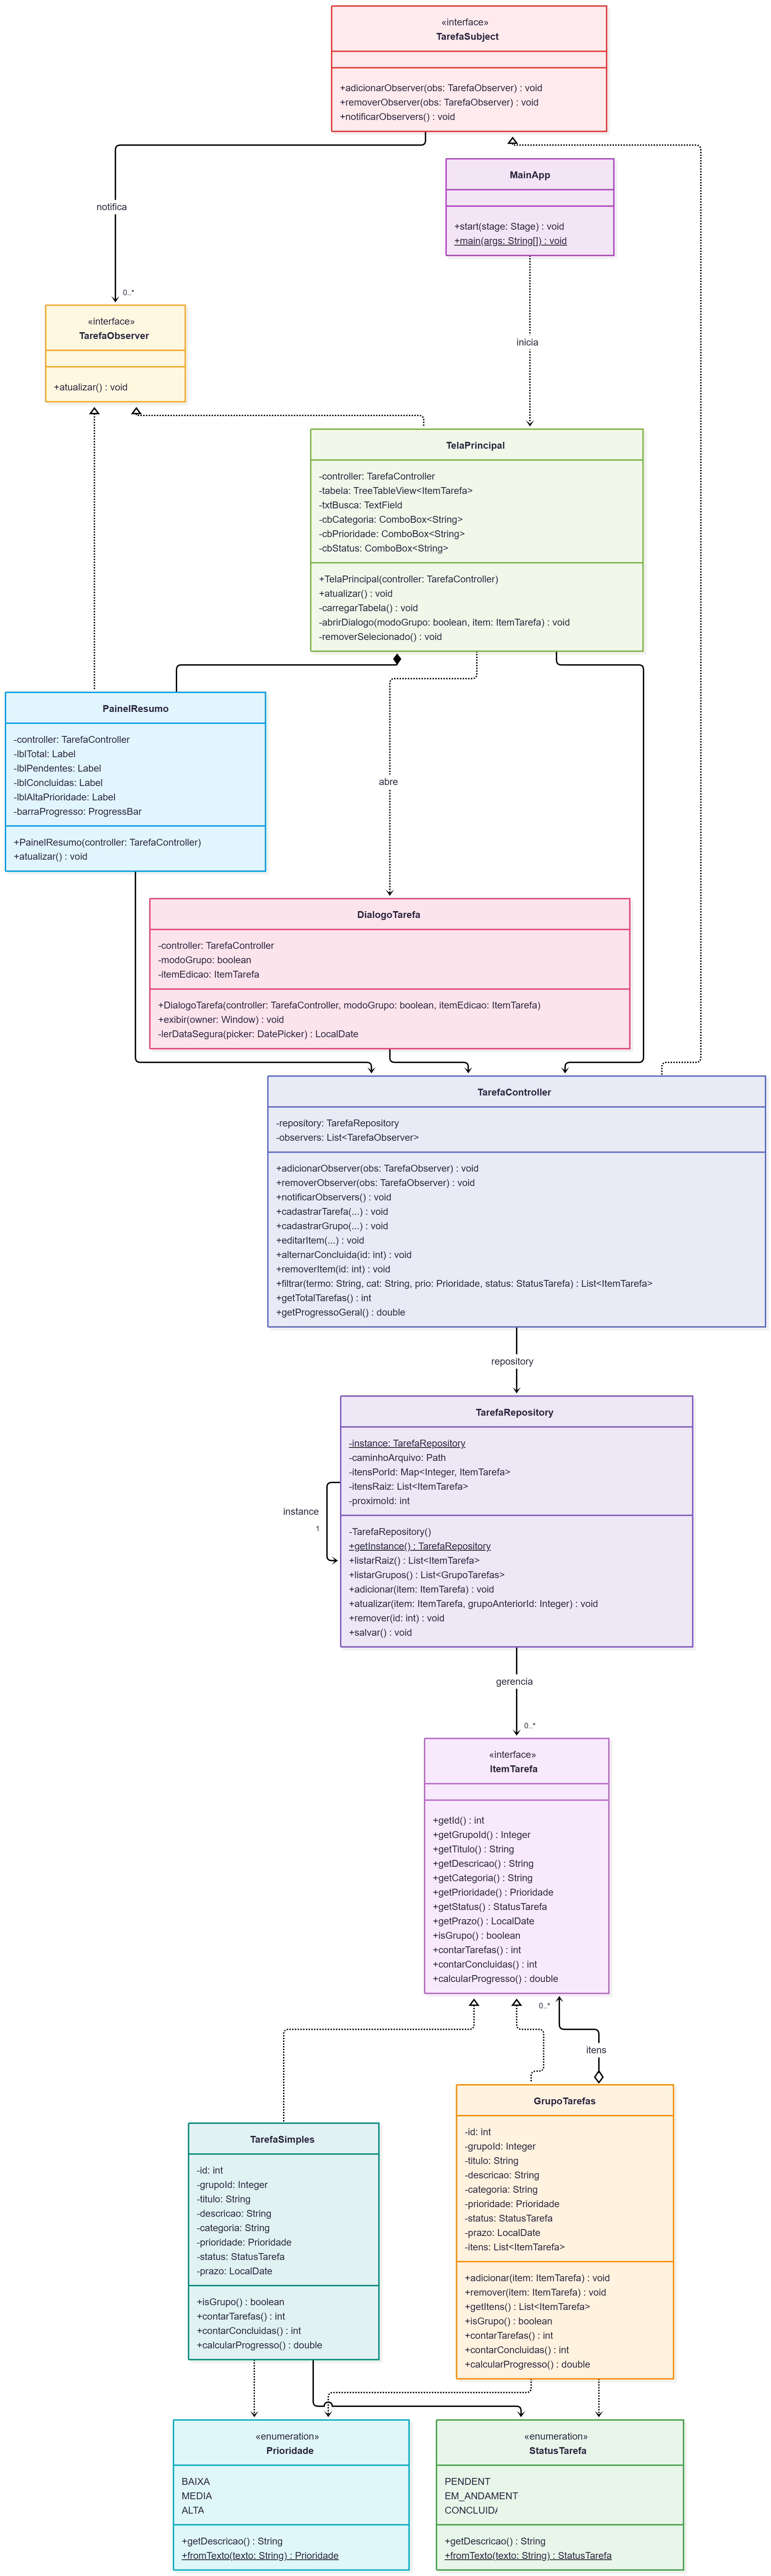 «interface»
TarefaSubject
+adicionarObserver(obs: TarefaObserver) : void
+removerObserver(obs: TarefaObserver) : void
+notificarObservers() : void
MainApp
+start(stage: Stage) : void
+main(args: String[]) : void
notifica
0..*
«interface»
TarefaObserver
+atualizar() : void
inicia
TelaPrincipal
-controller: TarefaController
-tabela: TreeTableView<ItemTarefa>
-txtBusca: TextField
-cbCategoria: ComboBox<String>
-cbPrioridade: ComboBox<String>
-cbStatus: ComboBox<String>
+TelaPrincipal(controller: TarefaController)
+atualizar() : void
-carregarTabela() : void
-abrirDialogo(modoGrupo: boolean, item: ItemTarefa) : void
-removerSelecionado() : void
PainelResumo
-controller: TarefaController
-lblTotal: Label
-lblPendentes: Label
-lblConcluidas: Label
-lblAltaPrioridade: Label
-barraProgresso: ProgressBar
+PainelResumo(controller: TarefaController)
+atualizar() : void
abre
DialogoTarefa
-controller: TarefaController
-modoGrupo: boolean
-itemEdicao: ItemTarefa
+DialogoTarefa(controller: TarefaController, modoGrupo: boolean, itemEdicao: ItemTarefa)
+exibir(owner: Window) : void
-lerDataSegura(picker: DatePicker) : LocalDate
TarefaController
-repository: TarefaRepository
-observers: List<TarefaObserver>
+adicionarObserver(obs: TarefaObserver) : void
+removerObserver(obs: TarefaObserver) : void
+notificarObservers() : void
+cadastrarTarefa(...) : void
+cadastrarGrupo(...) : void
+editarItem(...) : void
+alternarConcluida(id: int) : void
+removerItem(id: int) : void
+filtrar(termo: String, cat: String, prio: Prioridade, status: StatusTarefa) : List<ItemTarefa>
+getTotalTarefas() : int
+getProgressoGeral() : double
repository
TarefaRepository
-instance: TarefaRepository
-caminhoArquivo: Path
-itensPorId: Map<Integer, ItemTarefa>
-itensRaiz: List<ItemTarefa>
-proximoId: int
-TarefaRepository()
+getInstance() : TarefaRepository
+listarRaiz() : List<ItemTarefa>
+listarGrupos() : List<GrupoTarefas>
+adicionar(item: ItemTarefa) : void
+atualizar(item: ItemTarefa, grupoAnteriorId: Integer) : void
+remover(id: int) : void
+salvar() : void
instance
1
gerencia
0..*
«interface»
ItemTarefa
+getId() : int
+getGrupoId() : Integer
+getTitulo() : String
+getDescricao() : String
+getCategoria() : String
+getPrioridade() : Prioridade
+getStatus() : StatusTarefa
+getPrazo() : LocalDate
+isGrupo() : boolean
+contarTarefas() : int
+contarConcluidas() : int
+calcularProgresso() : double
0..*
itens
TarefaSimples
-id: int
-grupoId: Integer
-titulo: String
-descricao: String
-categoria: String
-prioridade: Prioridade
-status: StatusTarefa
-prazo: LocalDate
+isGrupo() : boolean
+contarTarefas() : int
+contarConcluidas() : int
+calcularProgresso() : double
GrupoTarefas
-id: int
-grupoId: Integer
-titulo: String
-descricao: String
-categoria: String
-prioridade: Prioridade
-status: StatusTarefa
-prazo: LocalDate
-itens: List<ItemTarefa>
+adicionar(item: ItemTarefa) : void
+remover(item: ItemTarefa) : void
+getItens() : List<ItemTarefa>
+isGrupo() : boolean
+contarTarefas() : int
+contarConcluidas() : int
+calcularProgresso() : double
«enumeration»
Prioridade
BAIXA
MEDIA
ALTA
+getDescricao() : String
+fromTexto(texto: String) : Prioridade
«enumeration»
StatusTarefa
PENDENT
EM_ANDAMENT
CONCLUIDA
+getDescricao() : String
+fromTexto(texto: String) : StatusTarefa